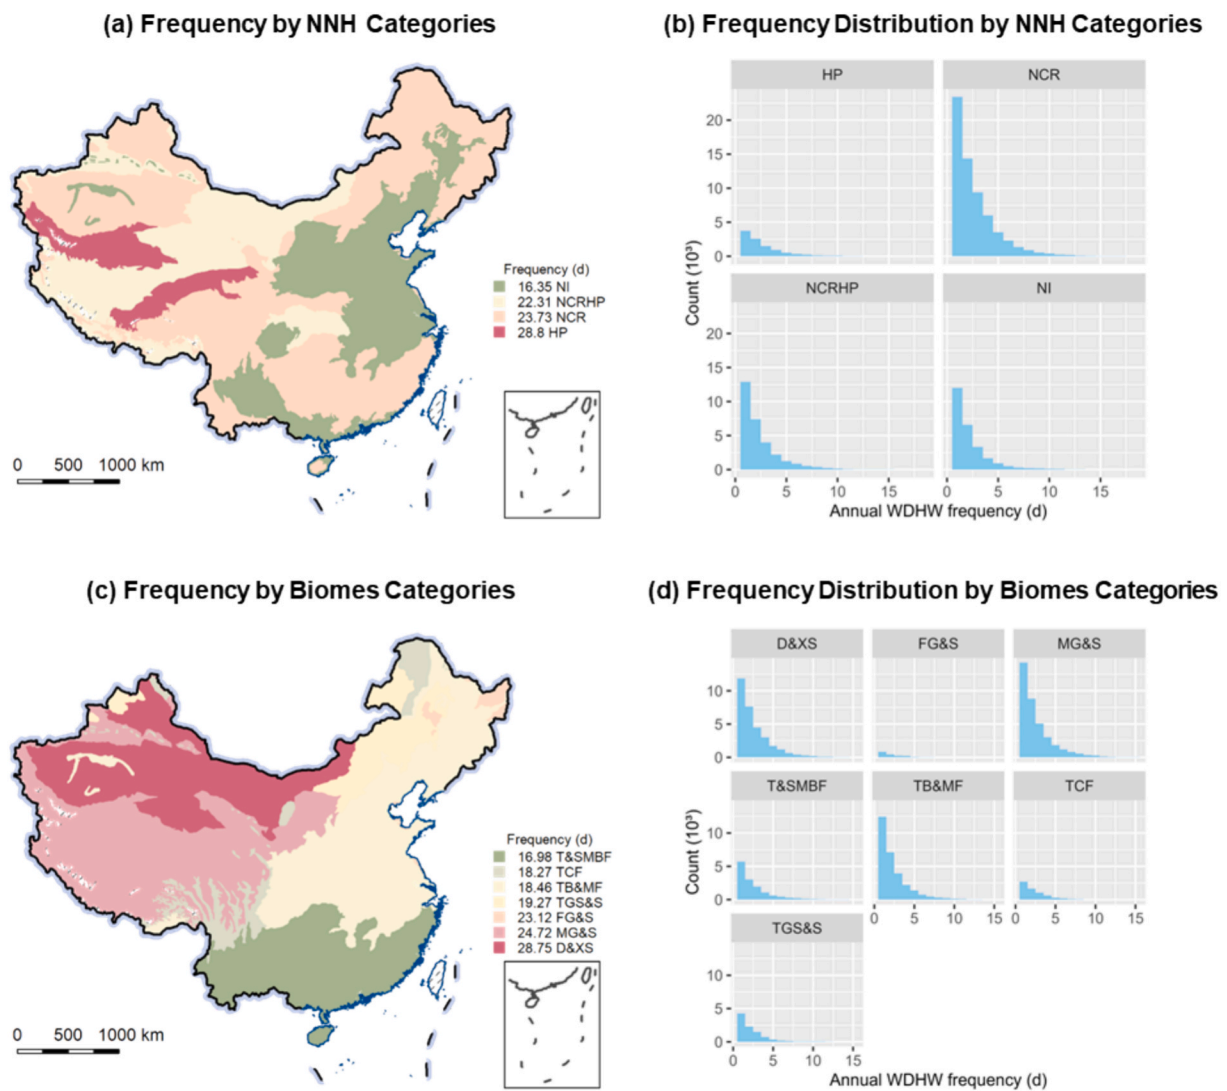 (a) Frequency by NNH Categories
Frequency (d)
16.35 NI
22.31 NCRHP
23.73 NCR
28.8 HP
0 500 1000 km
(b) Frequency Distribution by NNH Categories
HP NCR
20
15
10
5
0
NCRHP NI
20
15
10
5
0
Count (10³)
0 5 10 15 0 5 10 15
Annual WDHW frequency (d)
(c) Frequency by Biomes Categories
Frequency (d)
16.98 T&SMBF
18.27 TCF
18.46 TB&MF
19.27 TGS&S
23.12 FG&S
24.72 MG&S
28.75 D&XS
0 500 1000 km
(d) Frequency Distribution by Biomes Categories
D&XS FG&S MG&S
10
5
0
T&SMBF TB&MF TCF
10
5
0
Count (10³)
0 5 10 15 0 5 10 15
TGS&S
10
5
0
0 5 10 15
Annual WDHW frequency (d)